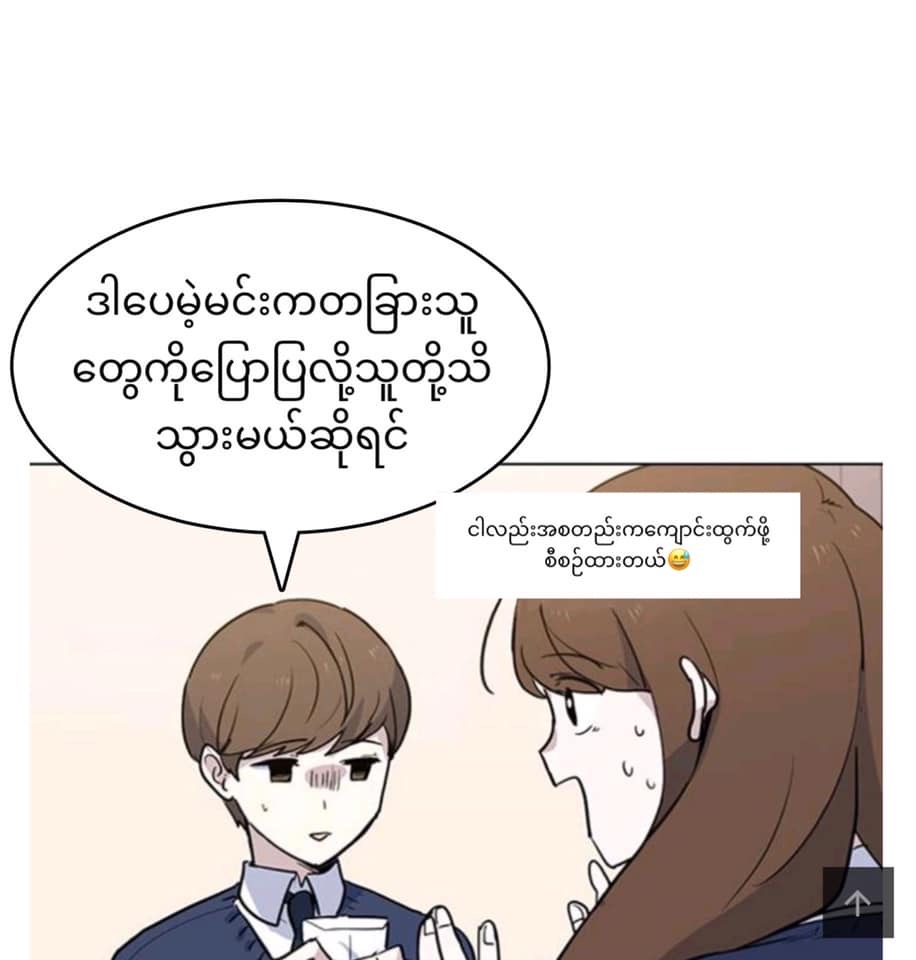 ဒါပေမဲ့မင်းကတခြားသူ
တွေကိုပြောပြလို့သူတို့သိ
သွားမယ်ဆိုရင်
ငါလည်းအစတည်းကကျောင်းထွက်ဖို့
စီစဉ်ထားတယ်😅